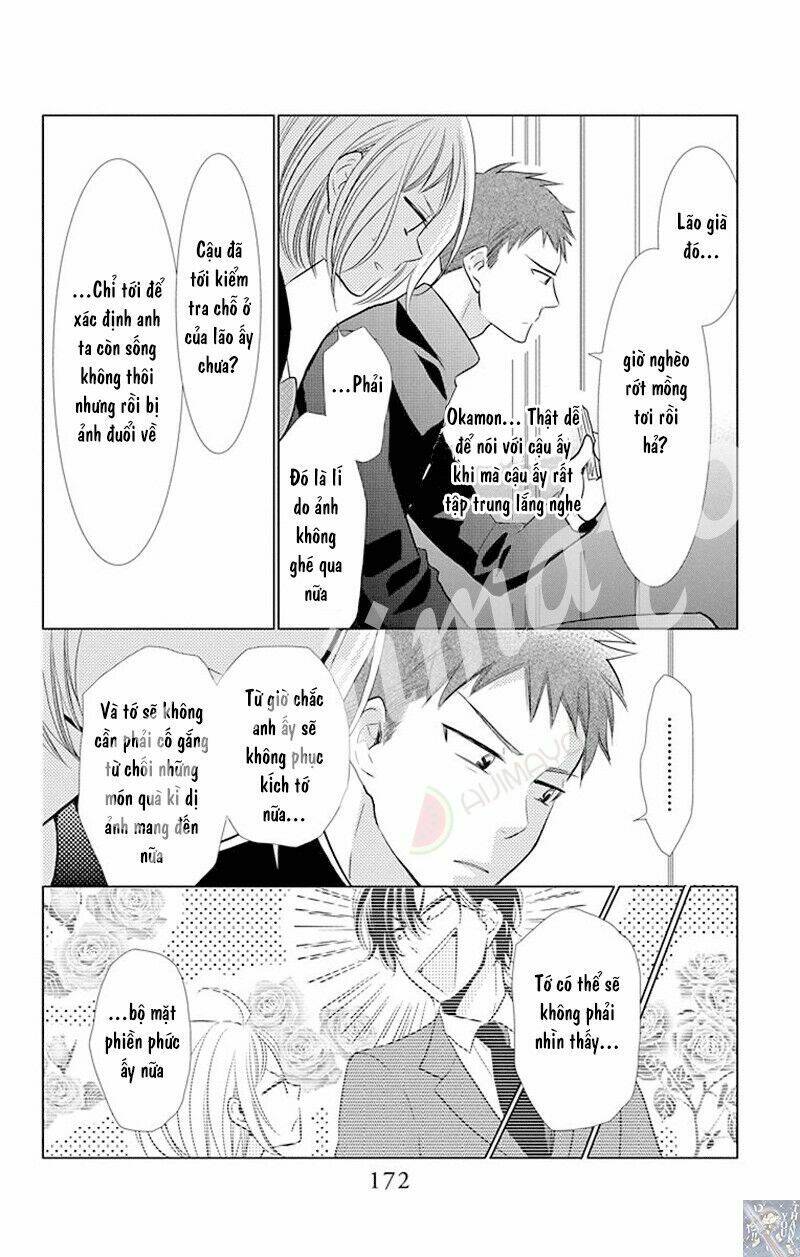 Lão già
đó...
giờ nghèo
rớt mồng
tơi rồi
hả?
Okamon... Thật dễ
để nói với cậu ấy
khi mà cậu ấy rất
tập trung lắng nghe
...Phải
Đó là lí
do ảnh
không
ghé qua
nữa
Cậu đã
tới kiểm
tra chỗ ở
của lão ấy
chưa?
...Chỉ tới để
xác định anh
ta còn sống
không thôi
nhưng rồi bị
ảnh đuổi về
.........
Từ giờ chắc
anh ấy sẽ
không phục
kích tớ
nữa...
Và tớ sẽ không
cần phải cố gắng
từ chối những
món quà kì dị
ảnh mang đến
nữa
AIJIMAYO
Tớ có thể sẽ
không phải
nhìn thấy...
...bộ mặt
phiền phức
ấy nữa
172